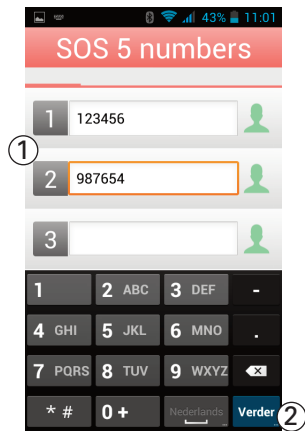 43% 11:01
SOS 5 numbers
1 123456
1
2 987654
3
1 2 ABC 3 DEF -
4 GHI 5 JKL 6 MNO .
7 PQRS 8 TUV 9 WXYZ
* # 0 + Nederlands Verder
2